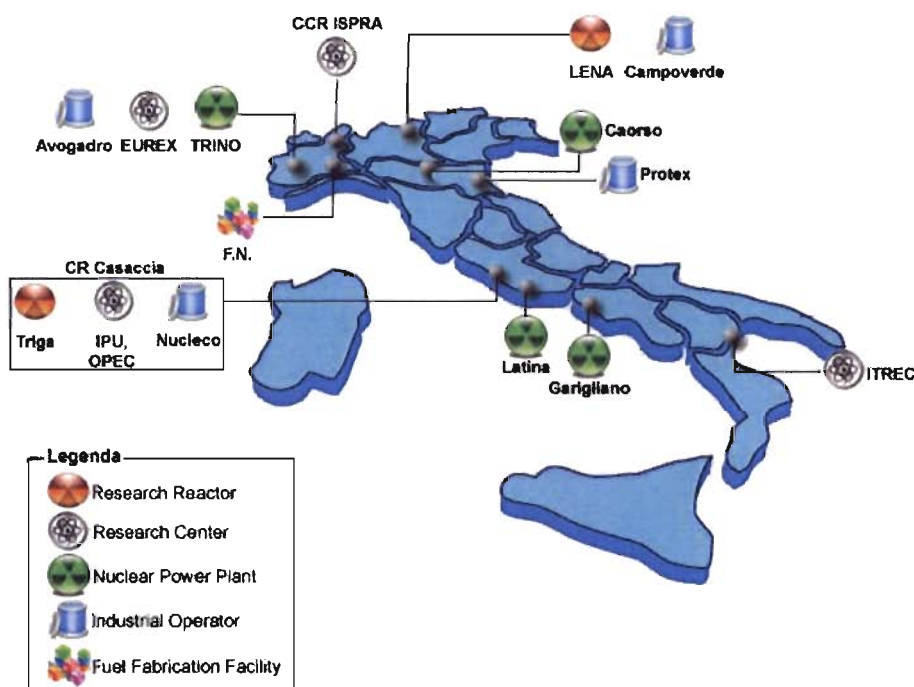 CCR ISPRA
LENA Campoverde
Avogadro EUREX TRINO
Caorso
Protex
F.N.
CR Casaccia
Triga
IPU,
OPEC
Nucleco
Latina
Garigliano
ITREC
Legenda
Research Reactor
Research Center
Nuclear Power Plant
Industrial Operator
Fuel Fabrication Facility